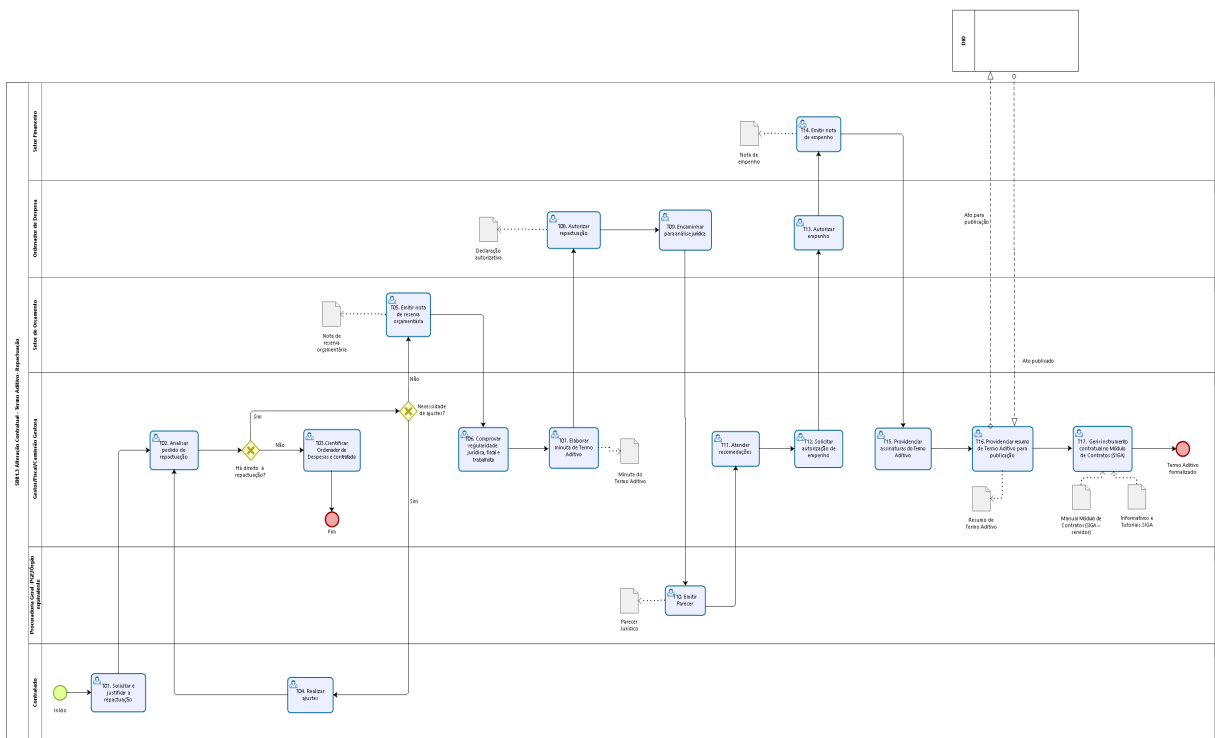 DIO
SB61.3 Alteração Contratual - Termo Aditivo - Repactuação
Setor Financeiro
T14. Emitir nota
de empenho
Nota de
empenho
Ordenador de Despesa
T08. Autorizar
repactuação
T09. Encaminhar
para análise jurídica
T13. Autorizar
empenho
Declaração
autorizativa
Ato para
publicação
Setor de Orçamento
T05. Emitir nota
de reserva
orçamentária
Nota de
reserva
orçamentária
Ato publicado
Gestor/Fiscal/Comissão Gestora
Não
Necessidade
de ajustes?
Sim
T02. Analisar
pedido de
repactuação
Não
T03.Cientificar
Ordenador de
Despesas e contratado
Há direito à
repactuação?
Fim
Sim
T06. Comprovar
regularidade
jurídica, fiscal e
trabalhista
T07. Elaborar
minuta de Termo
Aditivo
Minuta do
Termo Aditivo
T11. Atender
recomedações
T12. Solicitar
autorização de
empenho
T15. Providenciar
assinaturas do Termo
Aditivo
T16. Providenciar resumo
de Termo Aditivo para
publicação
T17. Gerir instrumento
contratual no Módulo
de Contratos (SIGA)
Termo Aditivo
formalizado
Resumo de
Termo Aditivo
Manual Módulo de
Contratos (SIGA –
servidor)
Informativos e
Tutoriais SIGA
Procuradoria Geral - PGE/Órgão
equivalente
T10. Emitir
Parecer
Parecer
Jurídico
Contratado
Início
T01. Solicitar e
justificar a
repactuação
T04. Realizar
ajustes